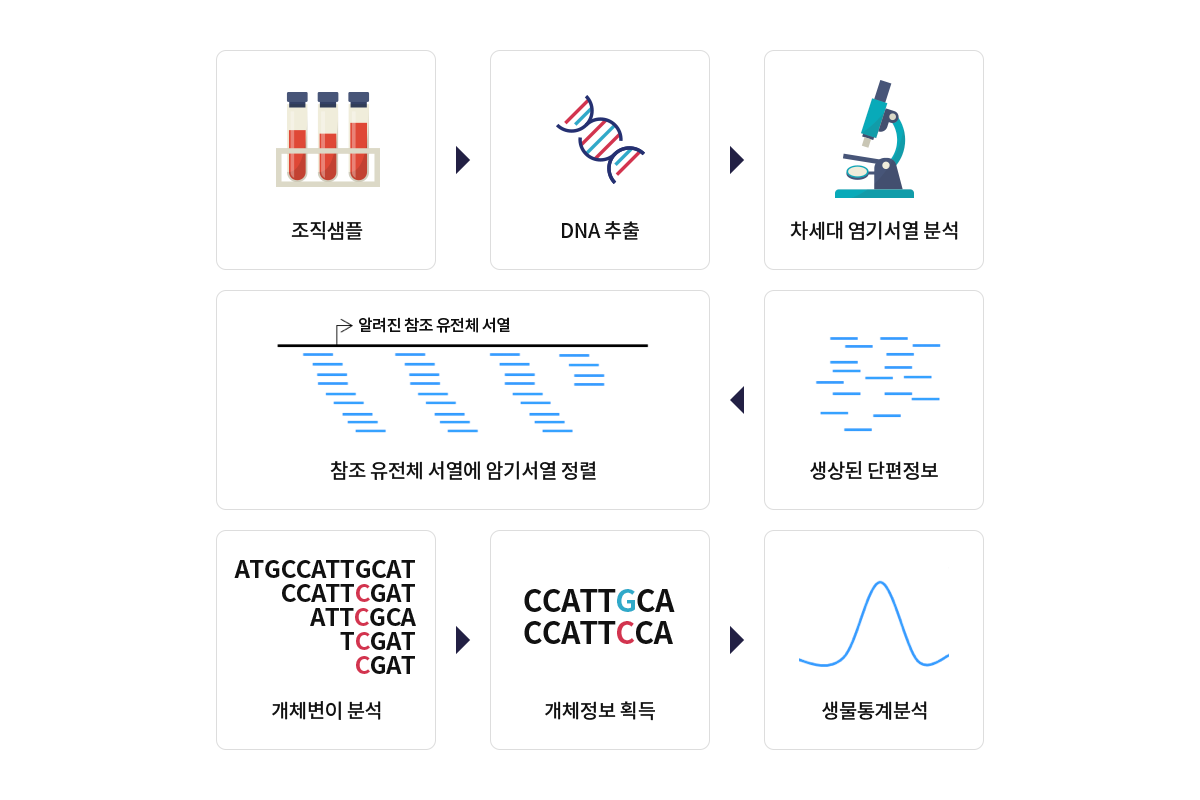 조직샘플
DNA 추출
차세대 염기서열 분석
알려진 참조 유전체 서열
참조 유전체 서열에 암기서열 정렬
생상된 단편정보
ATGCCATTGCAT
CCATTCGAT
ATTCGCA
TCGAT
CGAT
개체변이 분석
CCATTGCA
CCATTCCA
개체정보 획득
생물통계분석